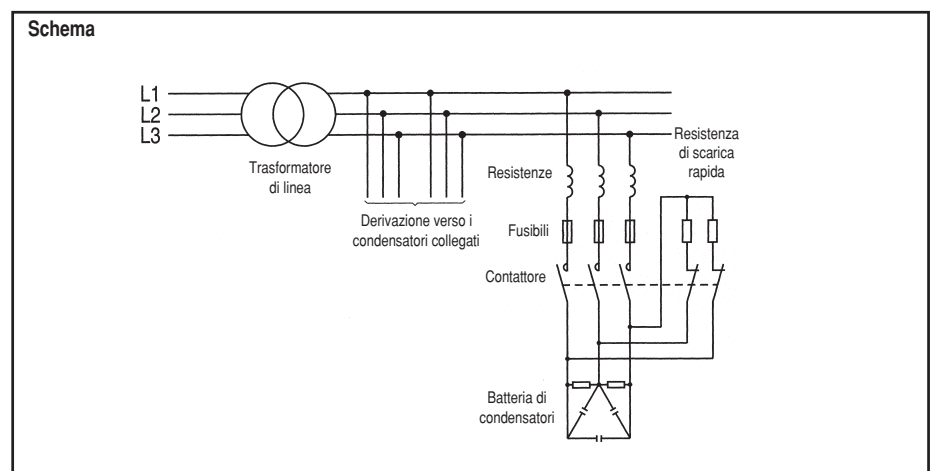 Schema
L1
L2
L3
Trasformatore
di linea
Derivazione verso i
condensatori collegati
Resistenza
di scarica
rapida
Resistenze
Fusibili
Contattore
Batteria di
condensatori